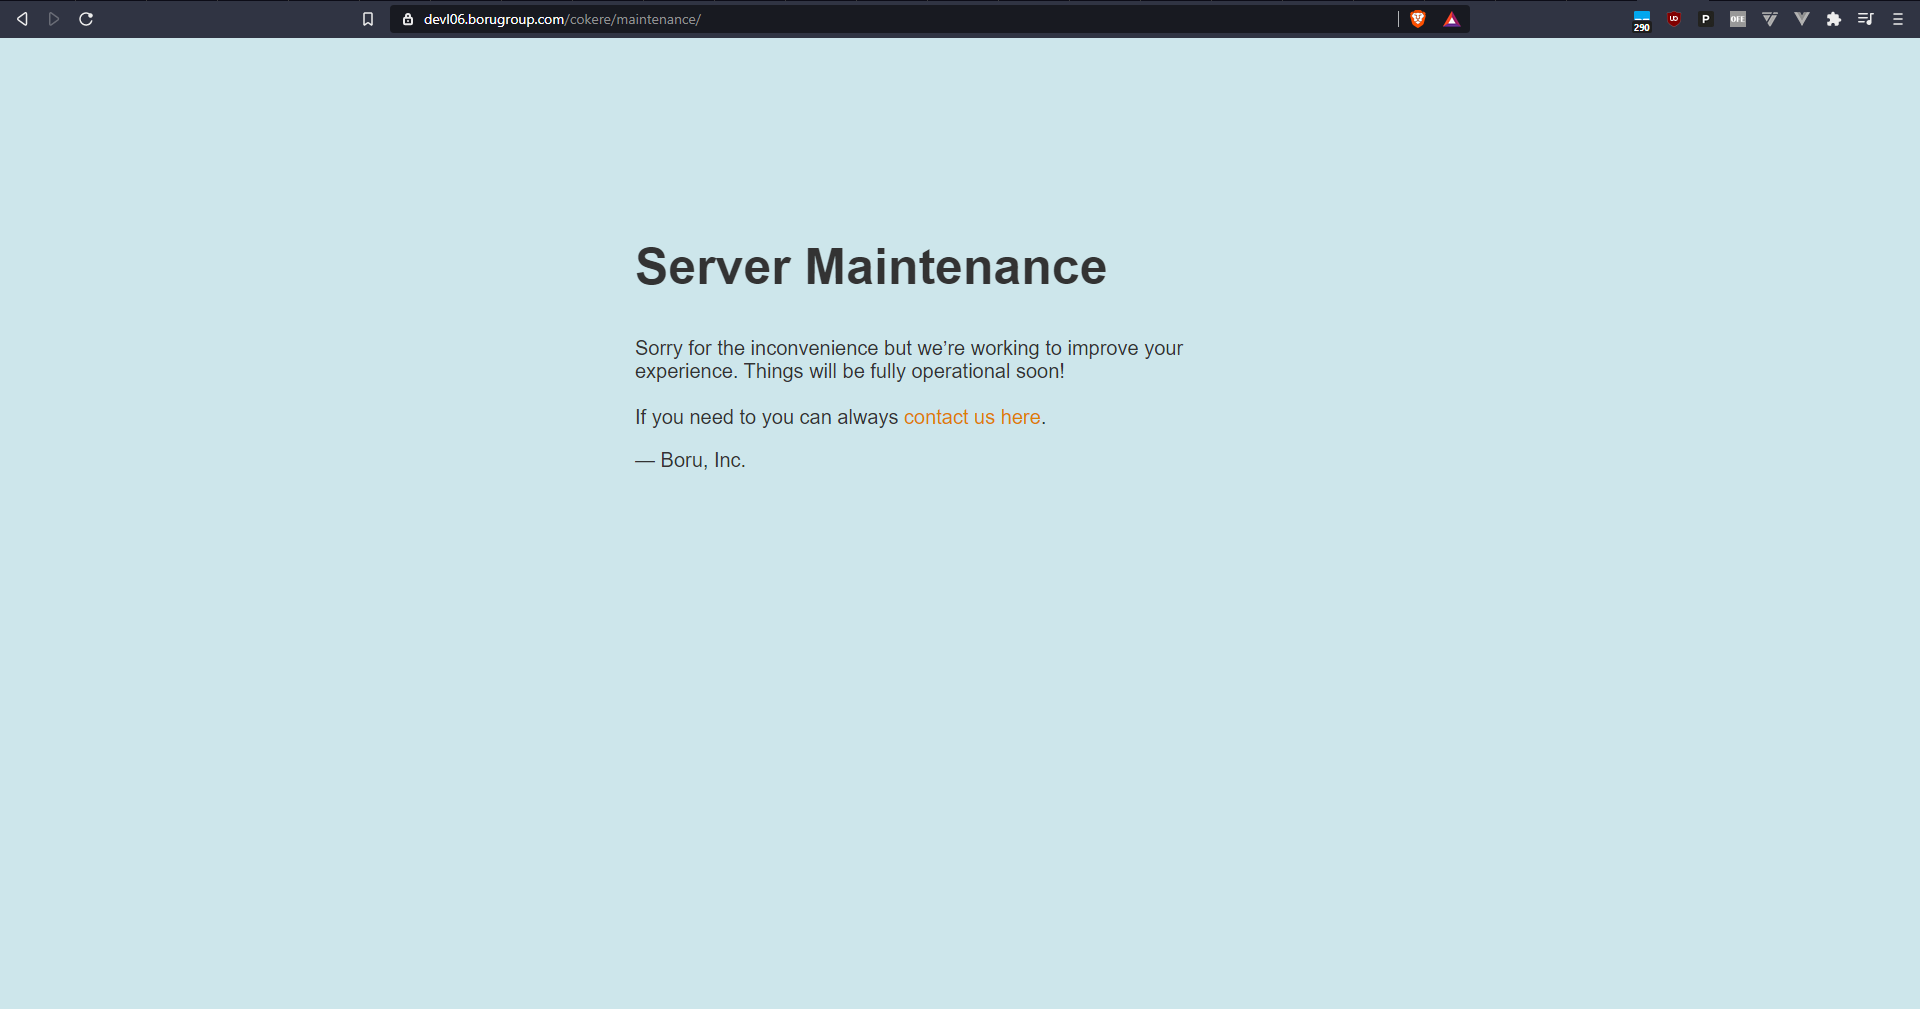 devl06.borugroup.com/cokere/maintenance/
290
UD
P
OFF
Server Maintenance
Sorry for the inconvenience but we’re working to improve your
experience. Things will be fully operational soon!
If you need to you can always contact us here.
— Boru, Inc.